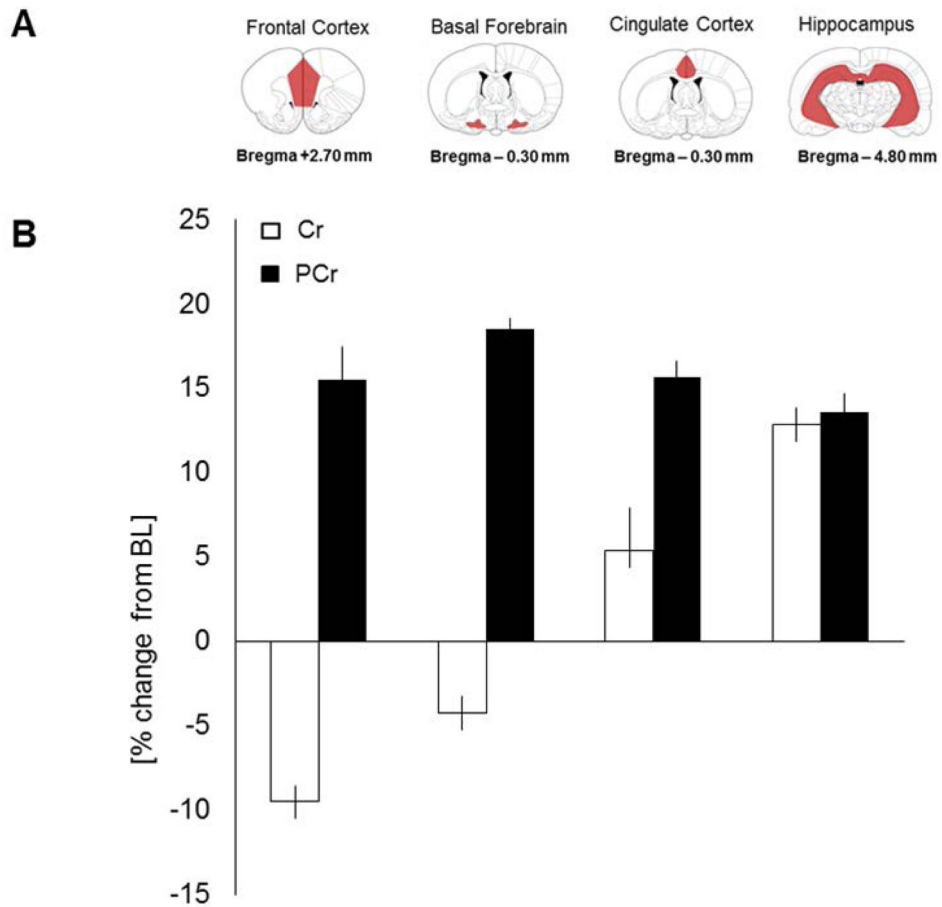 A
Frontal Cortex
Basal Forebrain
Cingulate Cortex
Hippocampus
Bregma +2.70 mm
Bregma – 0.30 mm
Bregma – 0.30 mm
Bregma – 4.80 mm
B
Cr
PCr
[% change from BL]
25
20
15
10
5
0
-5
-10
-15